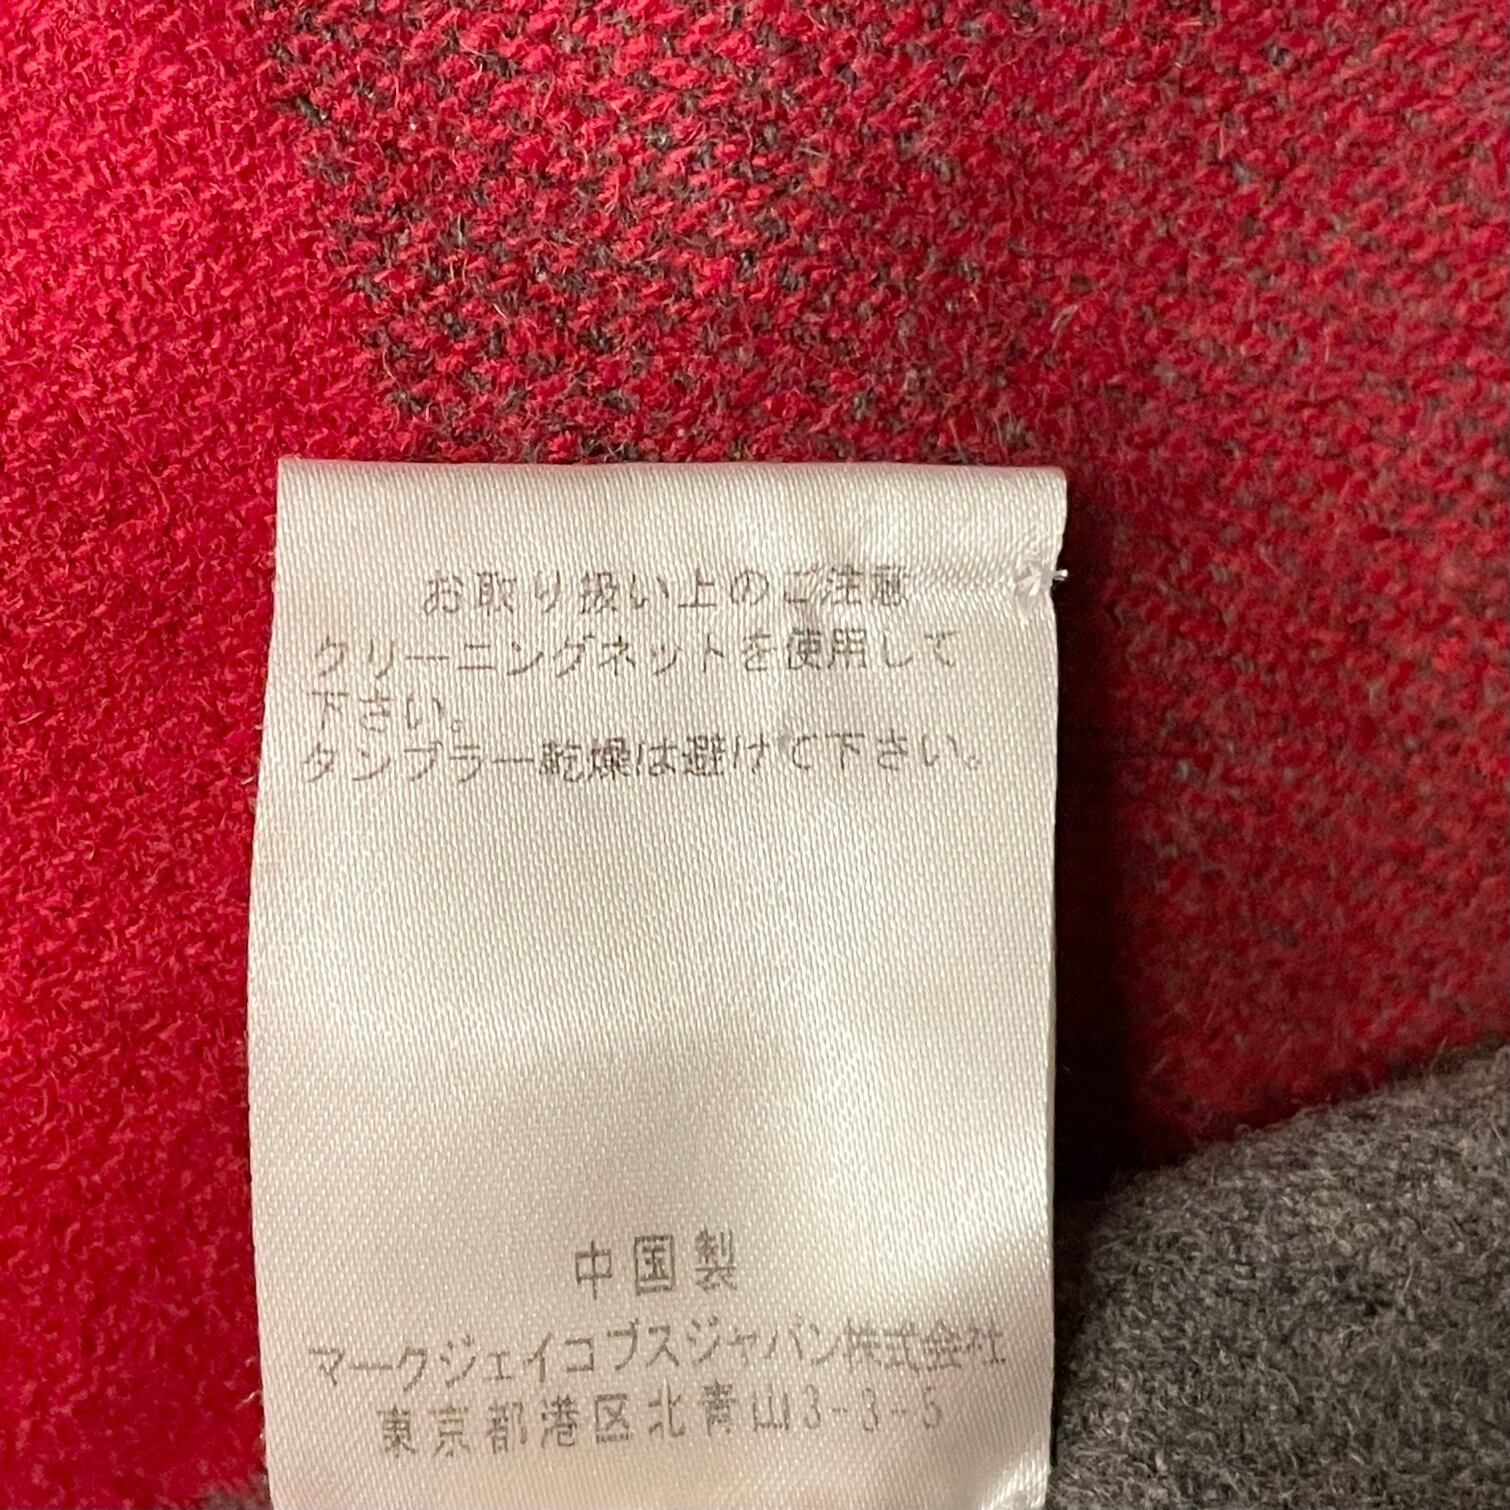 お取り扱い上のご注意
クリーニングネットを使用して
下さい。
タンブラー乾燥は避けて下さい。
中国製
マークジェイコブスジャパン株式会社
東京都港区北青山3-3-5